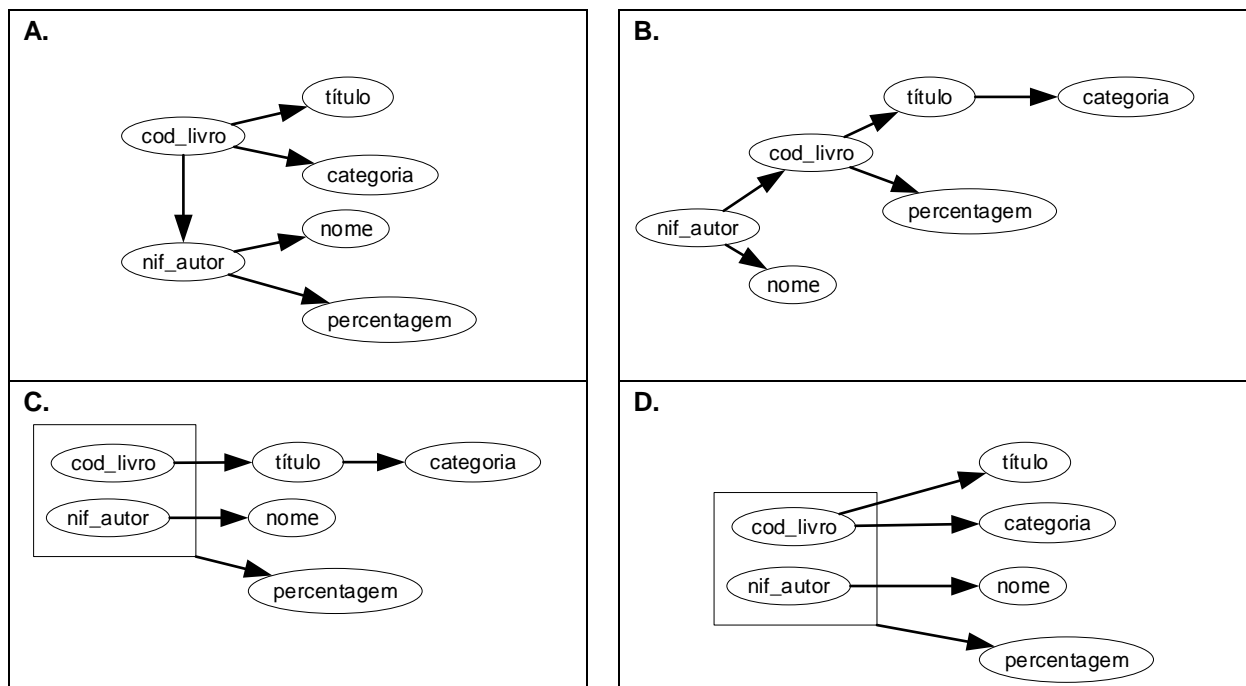 A.
título
cod_livro
categoria
nome
nif_autor
percentagem
B.
título categoria
cod_livro
percentagem
nif_autor
nome
C.
cod_livro título categoria
nif_autor nome
percentagem
D.
título
cod_livro categoria
nif_autor nome
percentagem